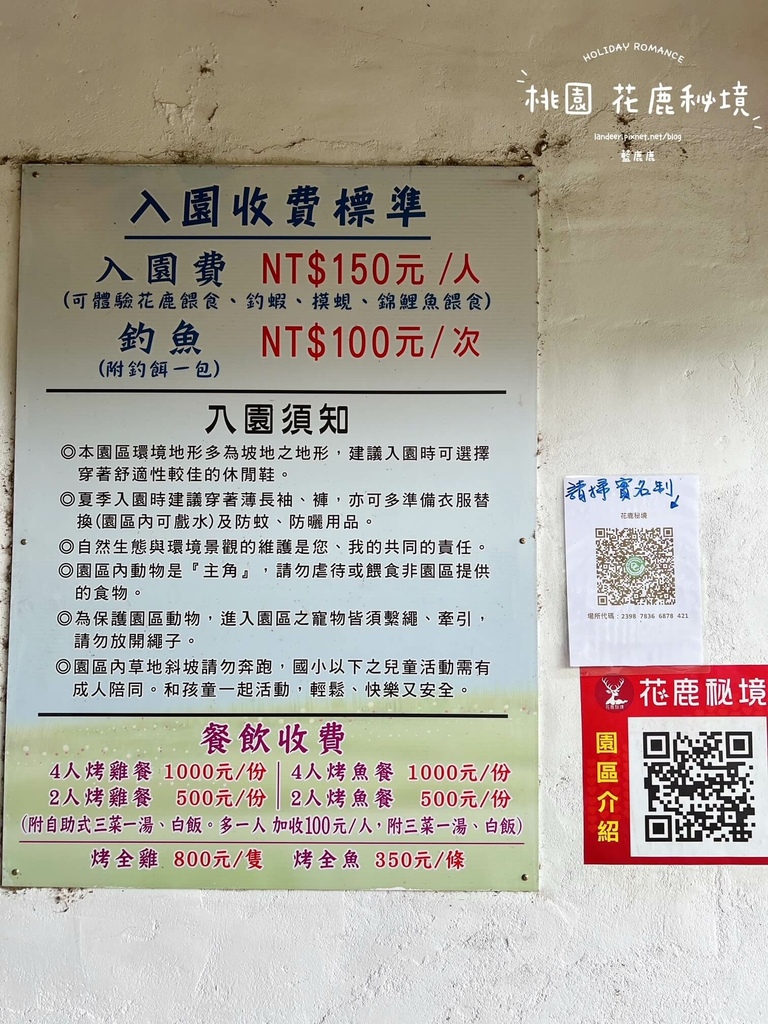 HOLIDAY ROMANCE
桃園 花鹿秘境
landeer.pixnet.net/blog
藍鹿鹿
入園收費標準
入園費 NT$150元 /人
(可體驗花鹿餵食、釣蝦、模蜆、錦鯉魚餵食)
釣魚 NT$100元/次
(附釣餌一包)
入園須知
◎本園區環境地形多為坡地之地形，建議入園時可選擇
穿著舒適性較佳的休閒鞋。
◎夏季入園時建議穿著薄長袖、褲，亦可多準備衣服替
換(園區內可戲水)及防蚊、防曬用品。
◎自然生態與環境景觀的維護是您、我的共同的責任。
◎園區內動物是『主角』，請勿虐待或餵食非園區提供
的食物。
◎為保護園區動物，進入園區之寵物皆須繫繩、牽引，
請勿放開繩子。
◎園區內草地斜坡請勿奔跑，國小以下之兒童活動需有
成人陪同。和孩童一起活動，輕鬆、快樂又安全。
餐飲收費
4人烤雞餐 1000元/份 4人烤魚餐 1000元/份
2人烤雞餐 500元/份 2人烤魚餐 500元/份
(附自助式三菜一湯、白飯。多一人 加收100元/人，附三菜一湯、白飯)
烤全雞 800元/隻 烤全魚 350元/條
請掃實名制
花鹿秘境
場所代碼：2398 7836 6878 421
花鹿秘境
花鹿秘境
園區介紹